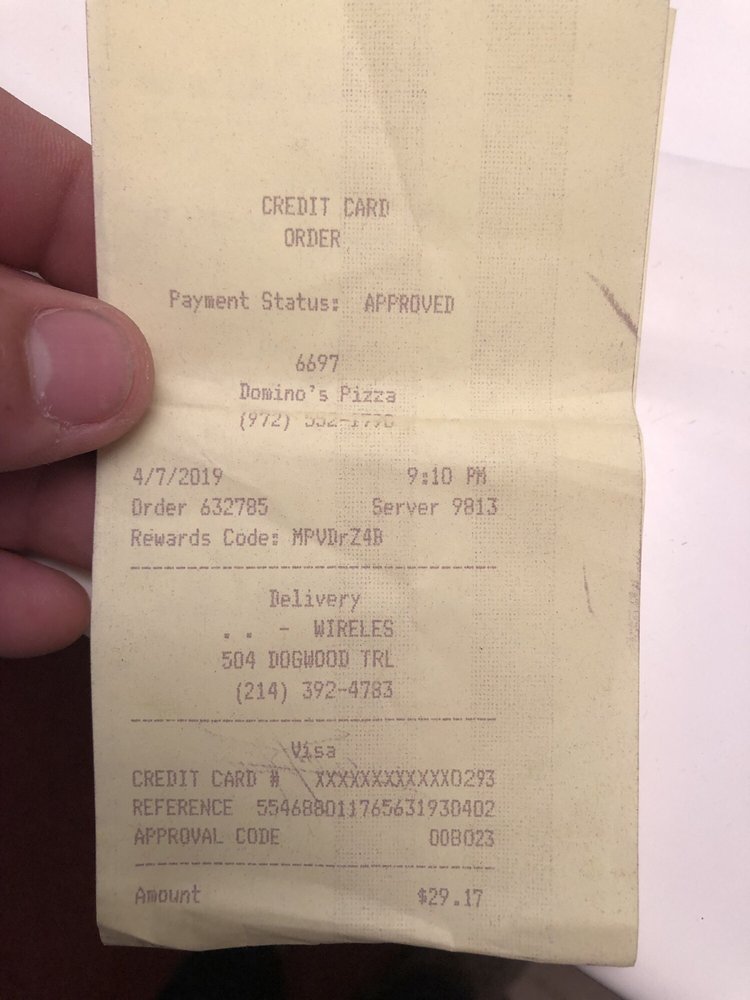 CREDIT CARD
ORDER
Payment Status: APPROVED
6697
Domino's Pizza
(972)
4/7/2019 9:10 PM
Order 632785 Server 9813
Rewards Code: MPVDrZ4B
Delivery
. . - WIRELES
504 DOGWOOD TRL
(214) 392-4783
Visa
CREDIT CARD # XXXXXXXXXXXX0293
REFERENCE 55468801176563193​0402
APPROVAL CODE 00B023
Amount $29.17